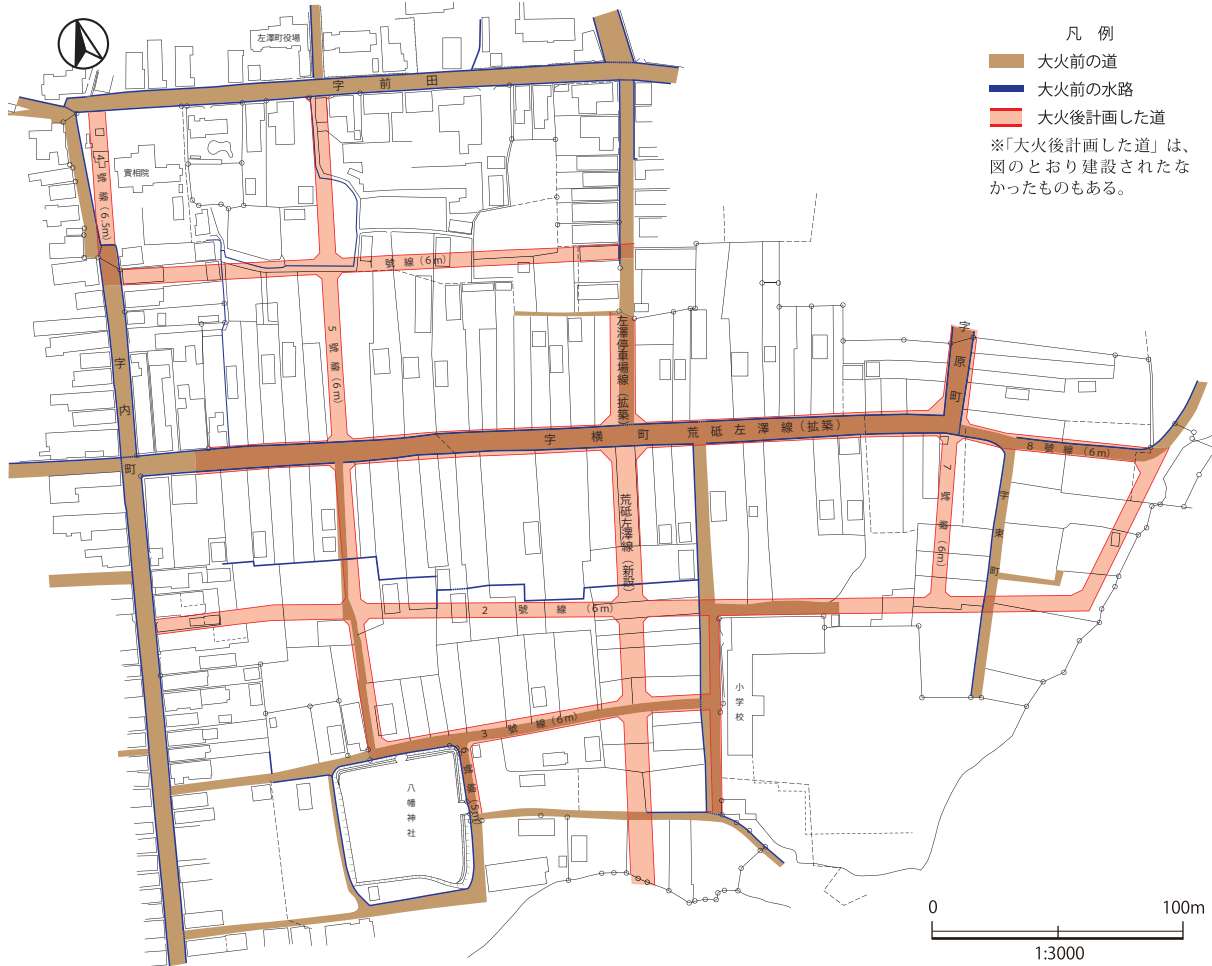 凡 例
大火前の道
大火前の水路
大火後計画した道
※「大火後計画した道」は、
図のとおり建設されたな
かったものもある。
左澤町役場
字 前 田
4 號 線 (6.5m)
實相院
1 號 線 (6m)
5 號 線 (6m)
左澤停車場線 (拡築)
字 原 町
字 内 町
字 横 町 荒 砥 左 澤 線 (拡築)
8 號 線 (6m)
7 號 線 (6m)
字 東 町
荒砥左澤線 (新設)
2 號 線 (6m)
小学校
3 號 線 (6m)
6 號 線 (5m)
八幡神社
0 100m
1:3000